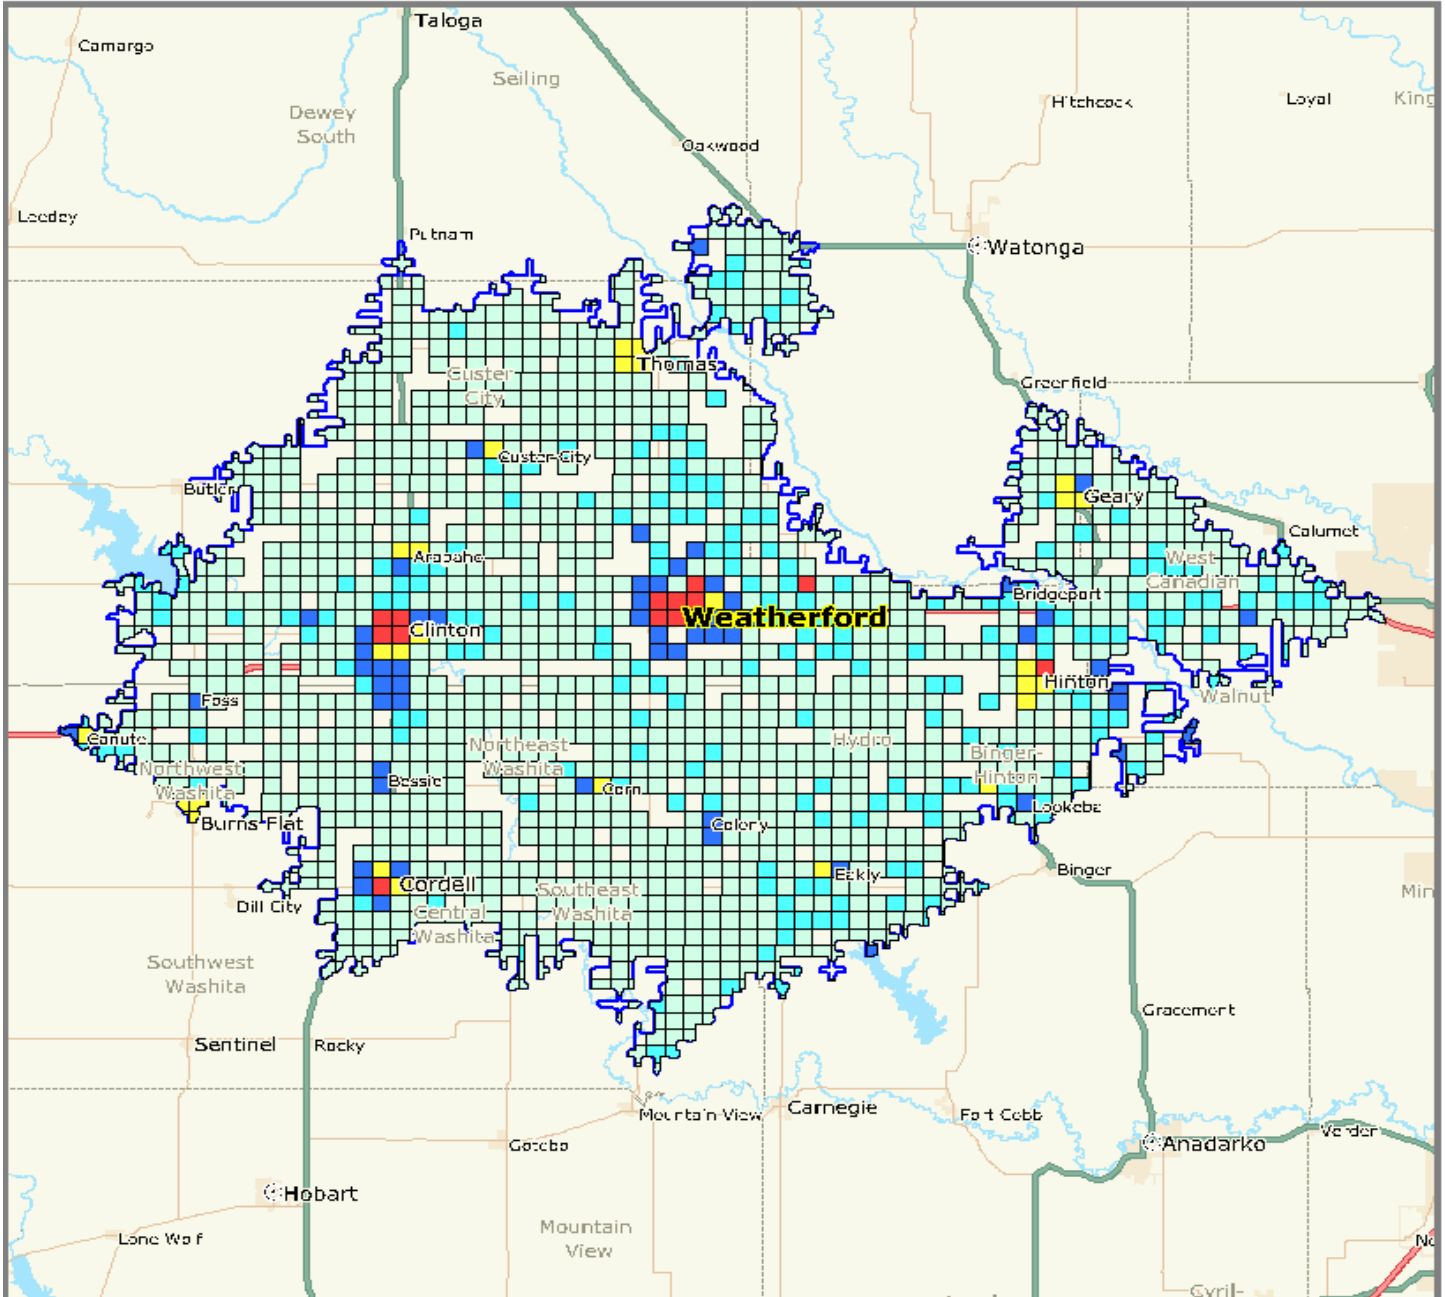 Taloga
Camargo
Seiling
Hitchcock
Loyal
King
Dewey
South
Oakwood
Leedey
Putnam
Watonga
Thomas
Custer
City
Greenfield
Custer City
Butler
Geary
Calumet
Arapaho
West
Canadian
Bridgeport
Weatherford
Clinton
Hinton
Foss
Walnut
Canute
Northeast
Washita
Hydro
Binger-
Hinton
Northwest
Washita
Bessie
Corn
Lookeba
Burns Flat
Colony
Binger
Eakly
Cordell
Southeast
Washita
Min
Dill City
Central
Washita
Southwest
Washita
Gracemont
Sentinel
Rocky
Mountain View
Carnegie
Fort Cobb
Verden
Gotebo
Anadarko
Hobart
Mountain
View
Lone Wolf
No
Cyril-